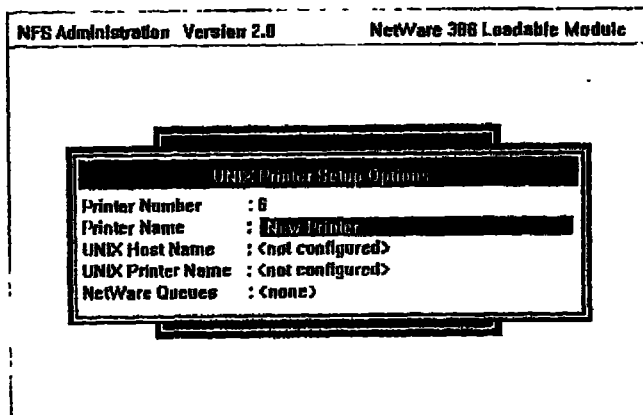 NFS Administration Version 2.0 NetWare 386 Loadable Module
UNIX Printer Setup Options
Printer Number : 6
Printer Name : New Printer
UNIX Host Name : <not configured>
UNIX Printer Name : <not configured>
NetWare Queues : <none>